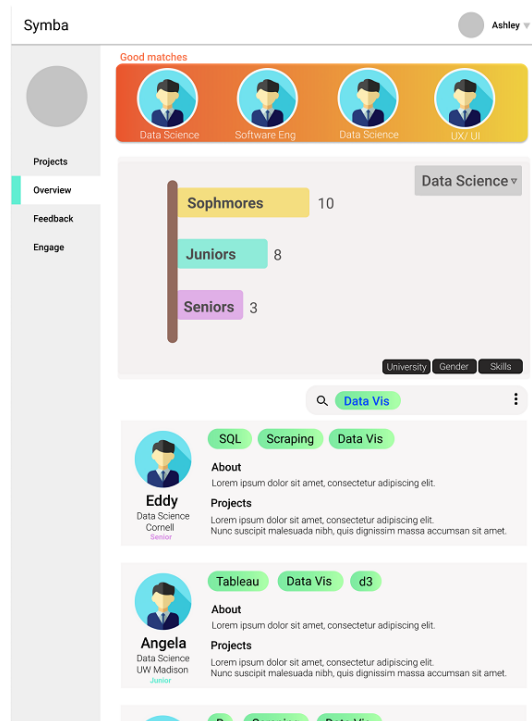 Symba
Ashley
Good matches
Data Science
Software Eng
Data Science
UX/ UI
Projects
Overview
Feedback
Engage
Data Science
Sophmores 10
Juniors 8
Seniors 3
University Gender Skills
Data Vis
SQL Scraping Data Vis
About
Lorem ipsum dolor sit amet, consectetur adipiscing elit.
Projects
Lorem ipsum dolor sit amet, consectetur adipiscing elit.
Nunc suscipit malesuada nibh, quis dignissim massa accumsan sit amet.
Eddy
Data Science
Cornell
Senior
Tableau Data Vis d3
About
Lorem ipsum dolor sit amet, consectetur adipiscing elit.
Projects
Lorem ipsum dolor sit amet, consectetur adipiscing elit.
Nunc suscipit malesuada nibh, quis dignissim massa accumsan sit amet.
Angela
Data Science
UW Madison
Junior
Scraping Data Vis